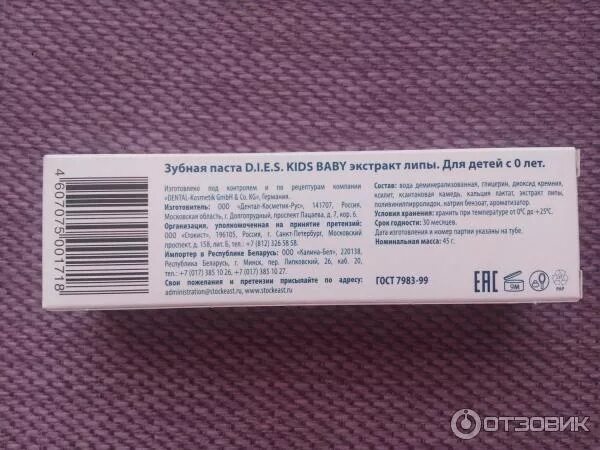 Зубная паста D.I.E.S. KIDS BABY экстракт липы. Для детей с 0 лет.
Изготовлено под контролем и по рецептурам компании
«DENTAL-Kosmetik GmbH & Co. KG», Германия.
Изготовитель: ООО «Дентал-Косметик-Рус», 141707, Россия,
Московская область, г. Долгопрудный, проспект Пацаева, д. 7, кор. 6.
Организация, уполномоченная на принятие претензий:
ООО «Стокист», 196105, Россия, г. Санкт-Петербург, Московский
проспект, д. 158, лит. Б, тел. +7 (812) 326 58 58.
Импортер в Республике Беларусь: ООО «Калина-Бел», 220138,
Республика Беларусь, г. Минск, пер. Липковский, 26, каб. 20,
тел.: +7 (017) 385 10 26, +7 (017) 385 10 27.
Свои пожелания и претензии присылайте по адресу:
administration@stockeast.ru, www.stockeast.ru
Состав: вода деминерализованная, глицерин, диоксид кремния,
ксилит, ксантановая камедь, кальция лактат, экстракт липы,
поливинилпирролидон, натрия бензоат, ароматизатор.
Условия хранения: хранить при температуре от 0°С до +25°С.
Срок годности: 30 месяцев.
Дата изготовления и номер партии указаны на тубе.
Номинальная масса: 45 г.
ГОСТ 7983-99
EAC
9М
PAP
4607075001718
ОТЗОВИК